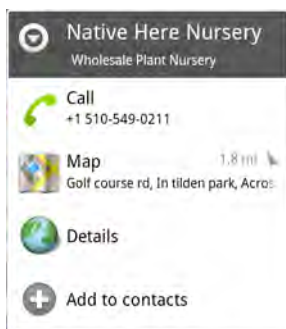 Native Here Nursery
Wholesale Plant Nursery
Call
+1 510-549-0211
Map 1.8 mi
Golf course rd, In tilden park, Acros
Details
Add to contacts